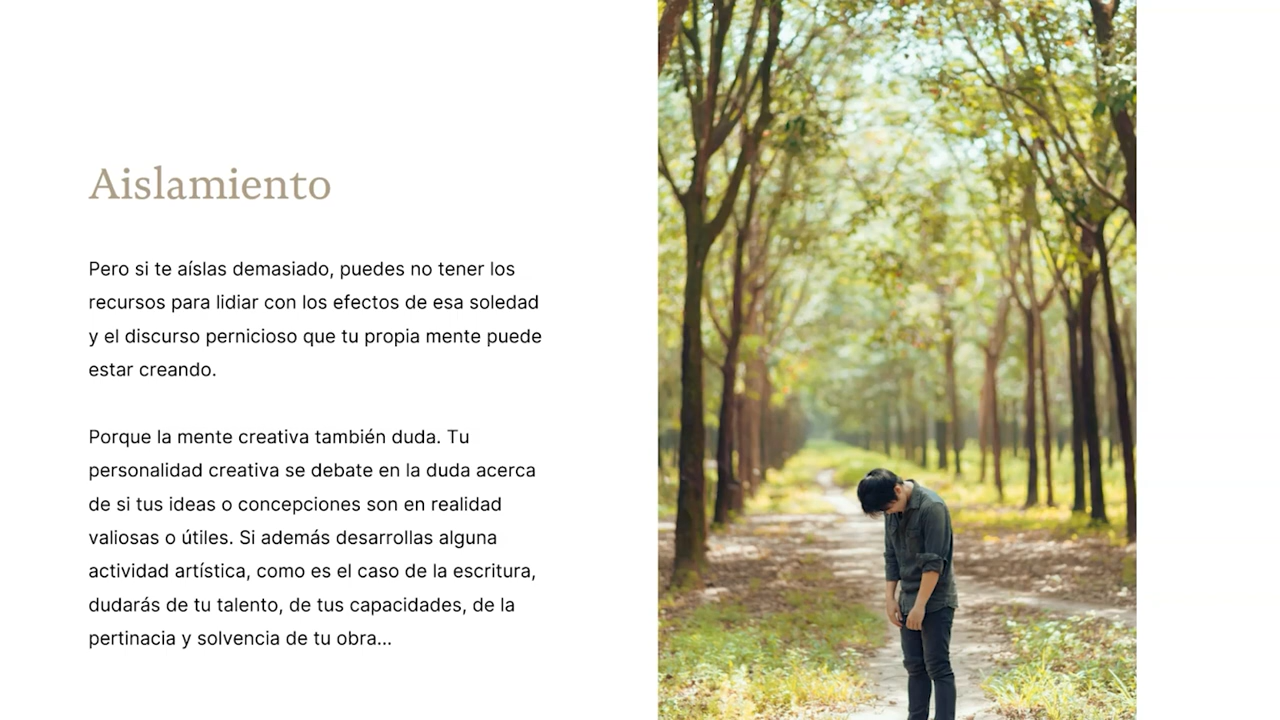 Aislamiento
Pero si te aíslas demasiado, puedes no tener los
recursos para lidiar con los efectos de esa soledad
y el discurso pernicioso que tu propia mente puede
estar creando.
Porque la mente creativa también duda. Tu
personalidad creativa se debate en la duda acerca
de si tus ideas o concepciones son en realidad
valiosas o útiles. Si además desarrollas alguna
actividad artística, como es el caso de la escritura,
dudarás de tu talento, de tus capacidades, de la
pertinacia y solvencia de tu obra...